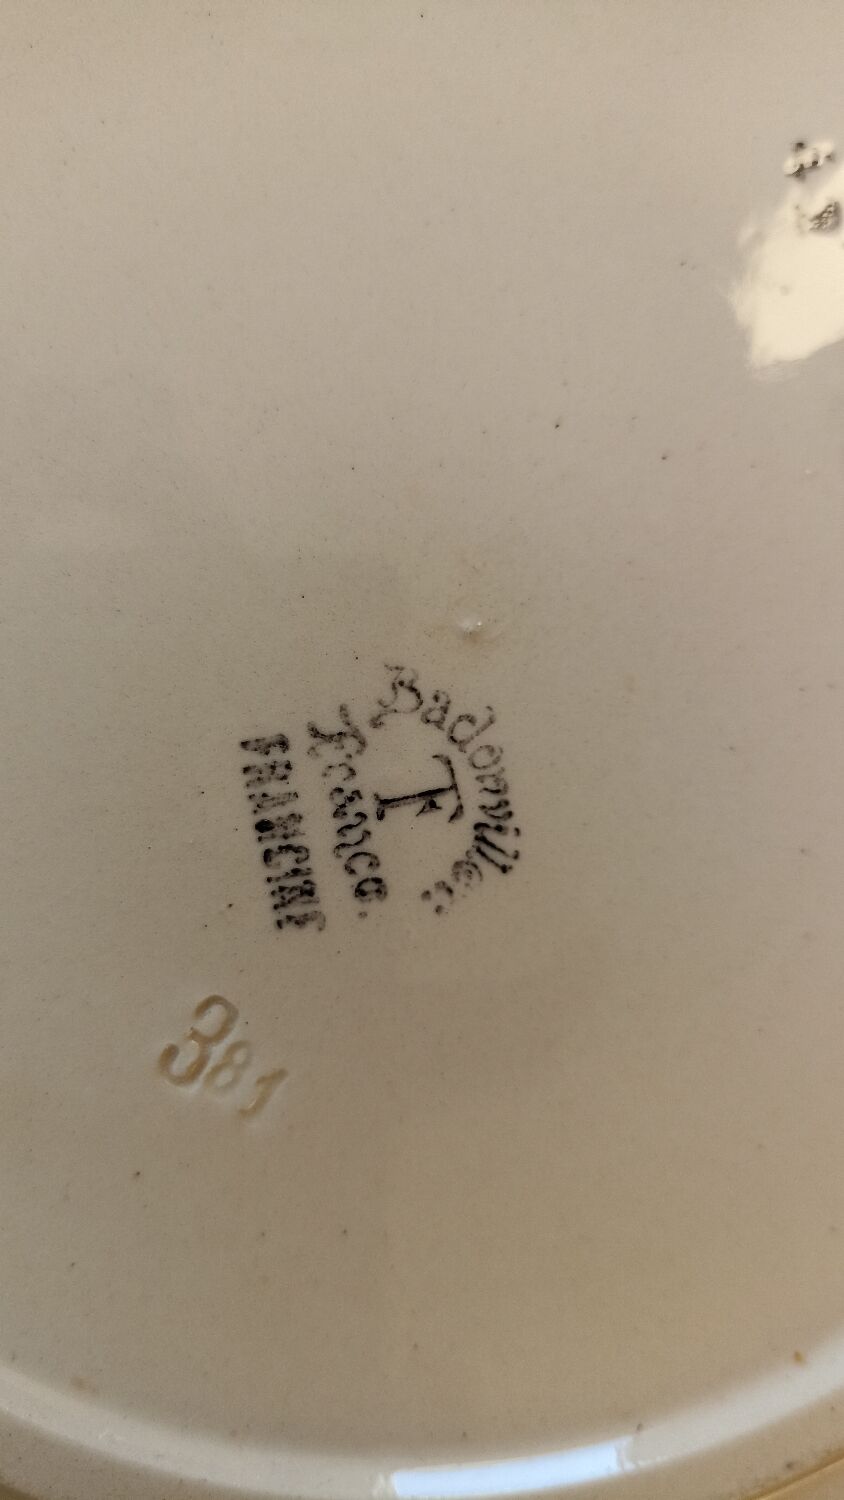 Badonviller
T
France.
FRANCINE
381